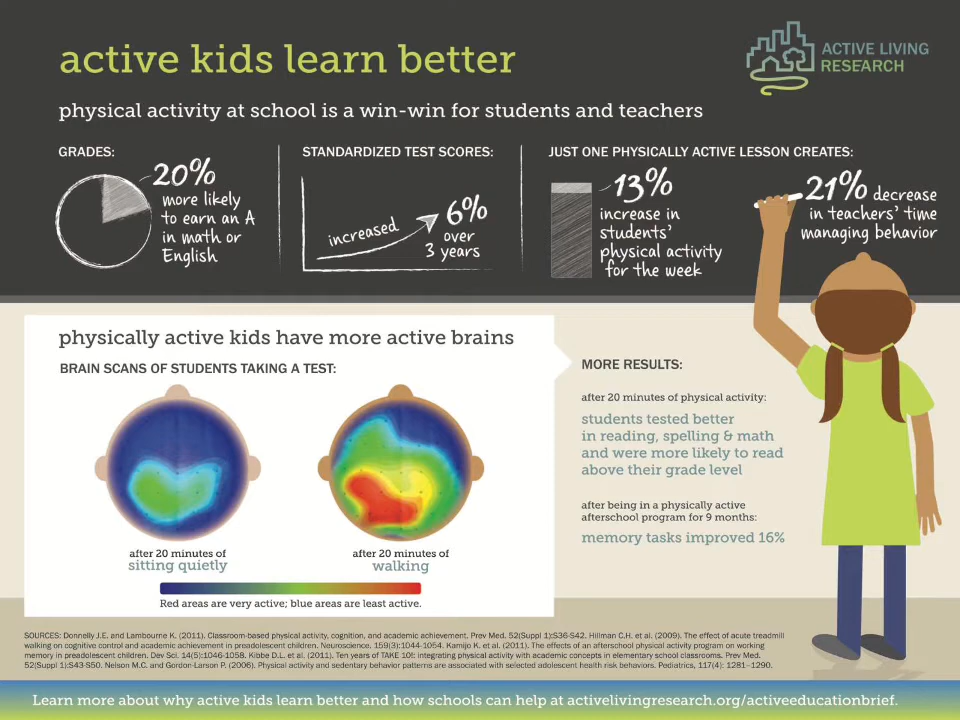 active kids learn better
ACTIVE LIVING
RESEARCH
physical activity at school is a win-win for students and teachers
GRADES:
20%
more likely
to earn an A
in math or
English
STANDARDIZED TEST SCORES:
increased
6%
over
3 years
JUST ONE PHYSICALLY ACTIVE LESSON CREATES:
13%
increase in
students’
physical activity
for the week
21% decrease
in teachers’ time
managing behavior
physically active kids have more active brains
BRAIN SCANS OF STUDENTS TAKING A TEST:
after 20 minutes of
sitting quietly
after 20 minutes of
walking
Red areas are very active; blue areas are least active.
MORE RESULTS:
after 20 minutes of physical activity:
students tested better
in reading, spelling & math
and were more likely to read
above their grade level
after being in a physically active
afterschool program for 9 months:
memory tasks improved 16%
SOURCES: Donnelly J.E. and Lambourne K. (2011). Classroom-based physical activity, cognition, and academic achievement. Prev Med. 52(Suppl 1):S36-S42. Hillman C.H. et al. (2009). The effect of acute treadmill
walking on cognitive control and academic achievement in preadolescent children. Neuroscience. 159(3):1044-1054. Kamijo K. et al. (2011). The effects of an afterschool physical activity program on working
memory in preadolescent children. Dev Sci. 14(5):1046-1058. Kibbe D.L. et al. (2011). Ten years of TAKE 10!: integrating physical activity with academic concepts in elementary school classrooms. Prev Med.
52(Suppl 1):S43-S50. Nelson M.C. and Gordon-Larson P. (2006). Physical activity and sedentary behavior patterns are associated with selected adolescent health risk behaviors. Pediatrics, 117(4): 1281–1290.
Learn more about why active kids learn better and how schools can help at activelivingresearch.org/activeeducationbrief.